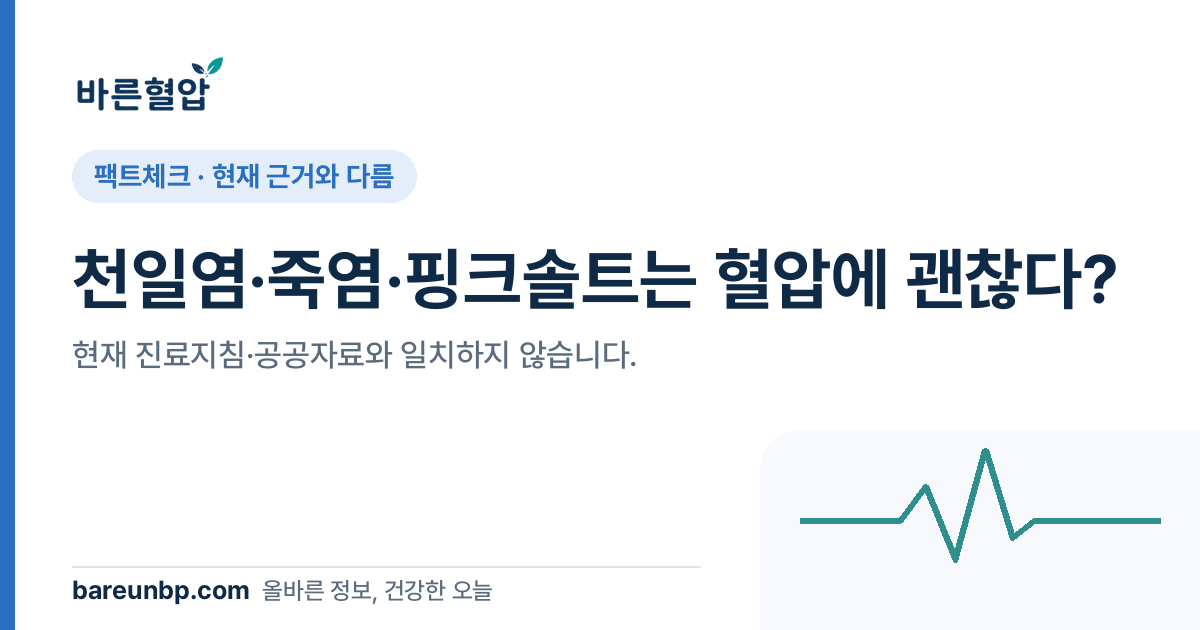 바른혈압
팩트체크 · 현재 근거와 다름
천일염·죽염·핑크솔트는 혈압에 괜찮다?
현재 진료지침·공공자료와 일치하지 않습니다.
bareunbp.com 올바른 정보, 건강한 오늘